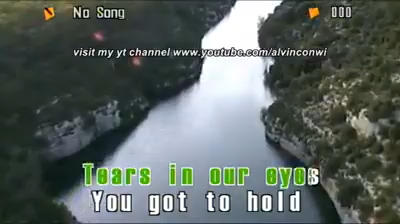 No Song 000
visit my yt channel www.youtube.com/alvinconwi
Tears in our eyes
You got to hold